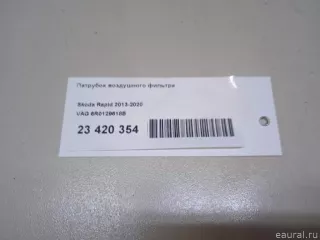 Патрубок воздушного фильтра
Skoda Rapid 2013-2020
VAG 6R0129618B
23 420 354
eaural.ru